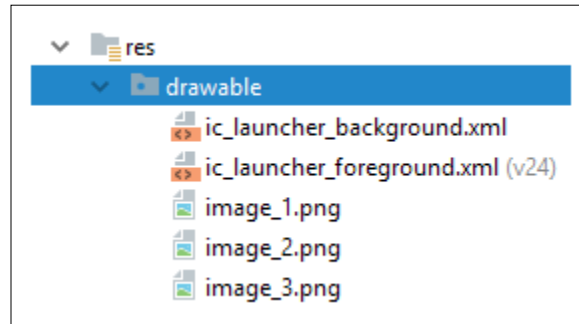 res
drawable
ic_launcher_background.xml
ic_launcher_foreground.xml (v24)
image_1.png
image_2.png
image_3.png